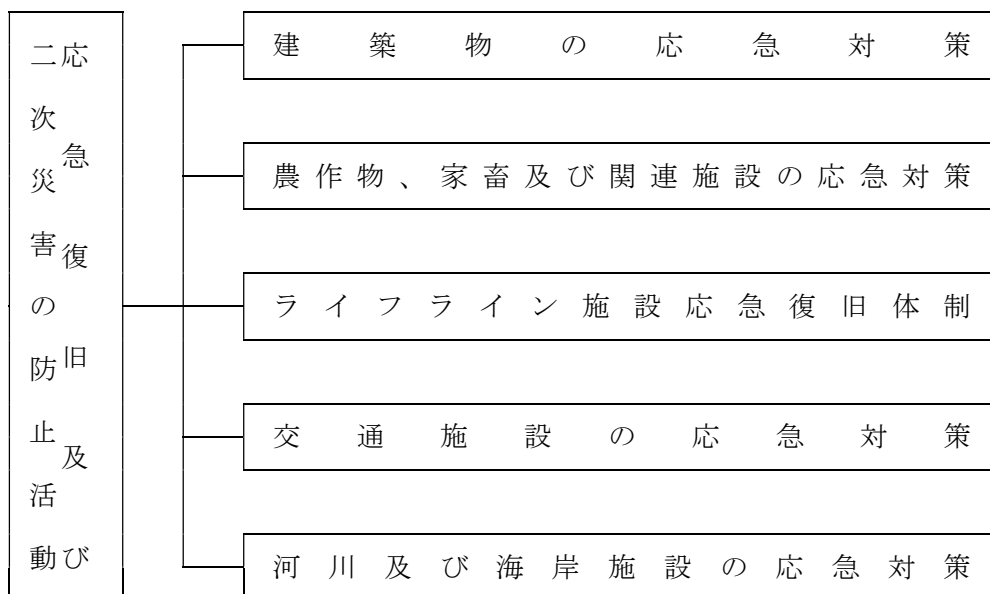 二次災害の防止及び
応急復旧活動
建築物の応急対策
農作物、家畜及び関連施設の応急対策
ライフライン施設応急復旧体制
交通施設の応急対策
河川及び海岸施設の応急対策